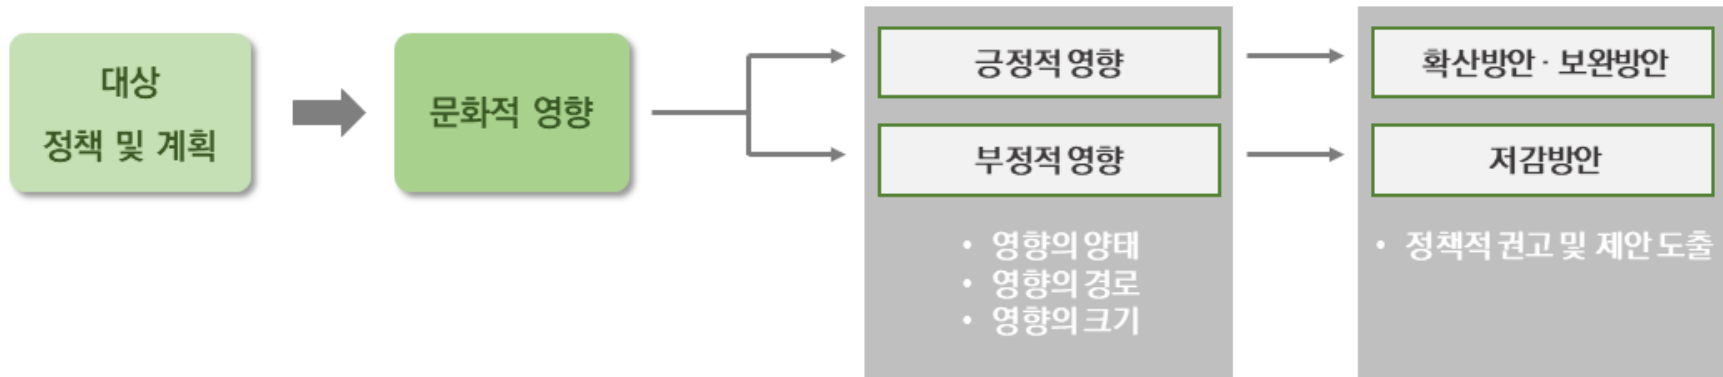 대상
정책 및 계획
문화적 영향
긍정적 영향
부정적 영향
• 영향의 양태
• 영향의 경로
• 영향의 크기
확산방안 · 보완방안
저감방안
• 정책적 권고 및 제안 도출